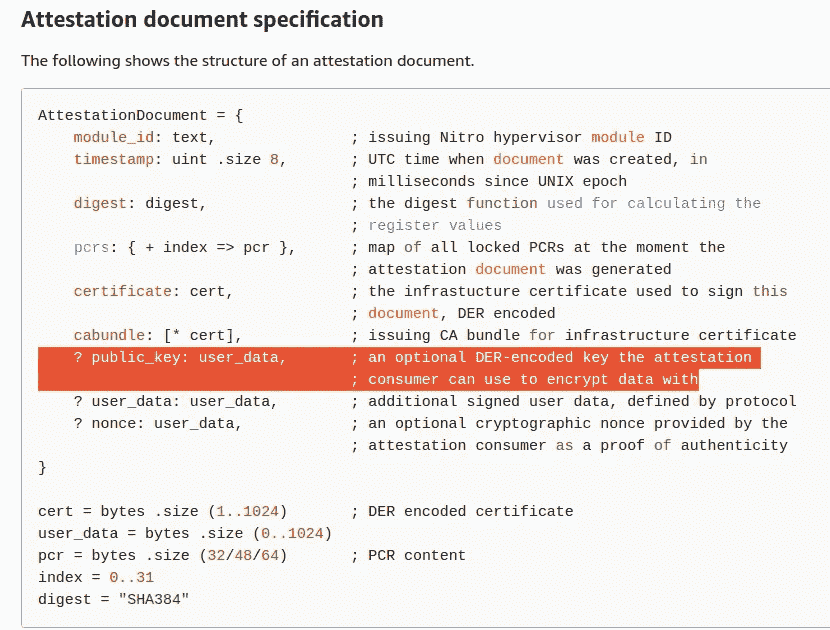 Attestation document specification
The following shows the structure of an attestation document.
AttestationDocument = {
    module_id: text,               ; issuing Nitro hypervisor module ID
    timestamp: uint .size 8,       ; UTC time when document was created, in
                                   ; milliseconds since UNIX epoch
    digest: digest,                ; the digest function used for calculating the
                                   ; register values
    pcrs: { + index => pcr },      ; map of all locked PCRs at the moment the
                                   ; attestation document was generated
    certificate: cert,             ; the infrastucture certificate used to sign this
                                   ; document, DER encoded
    cabundle: [* cert],            ; issuing CA bundle for infrastructure certificate
    ? public_key: user_data,       ; an optional DER-encoded key the attestation
                                   ; consumer can use to encrypt data with
    ? user_data: user_data,        ; additional signed user data, defined by protocol
    ? nonce: user_data,            ; an optional cryptographic nonce provided by the
                                   ; attestation consumer as a proof of authenticity
}
cert = bytes .size (1..1024)       ; DER encoded certificate
user_data = bytes .size (0..1024)
pcr = bytes .size (32/48/64)       ; PCR content
index = 0..31
digest = "SHA384"